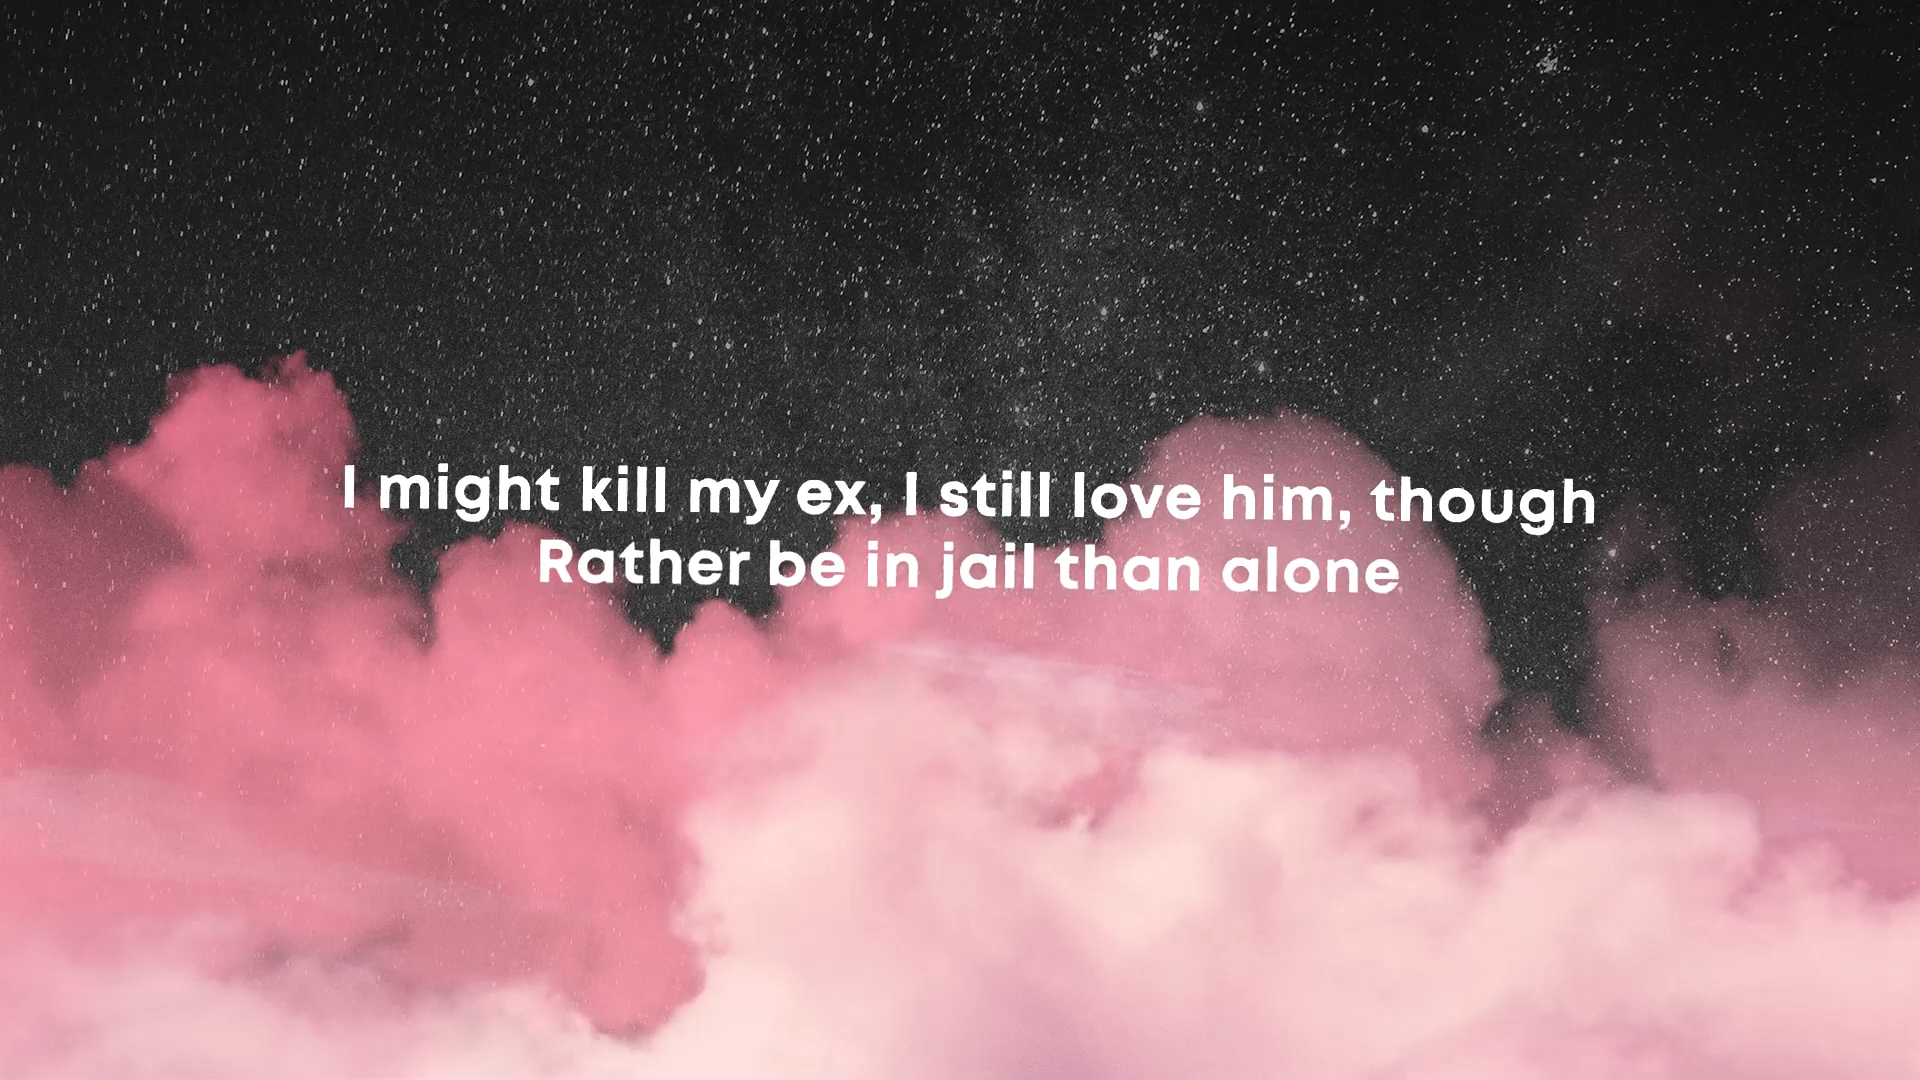 I might kill my ex, I still love him, though
Rather be in jail than alone